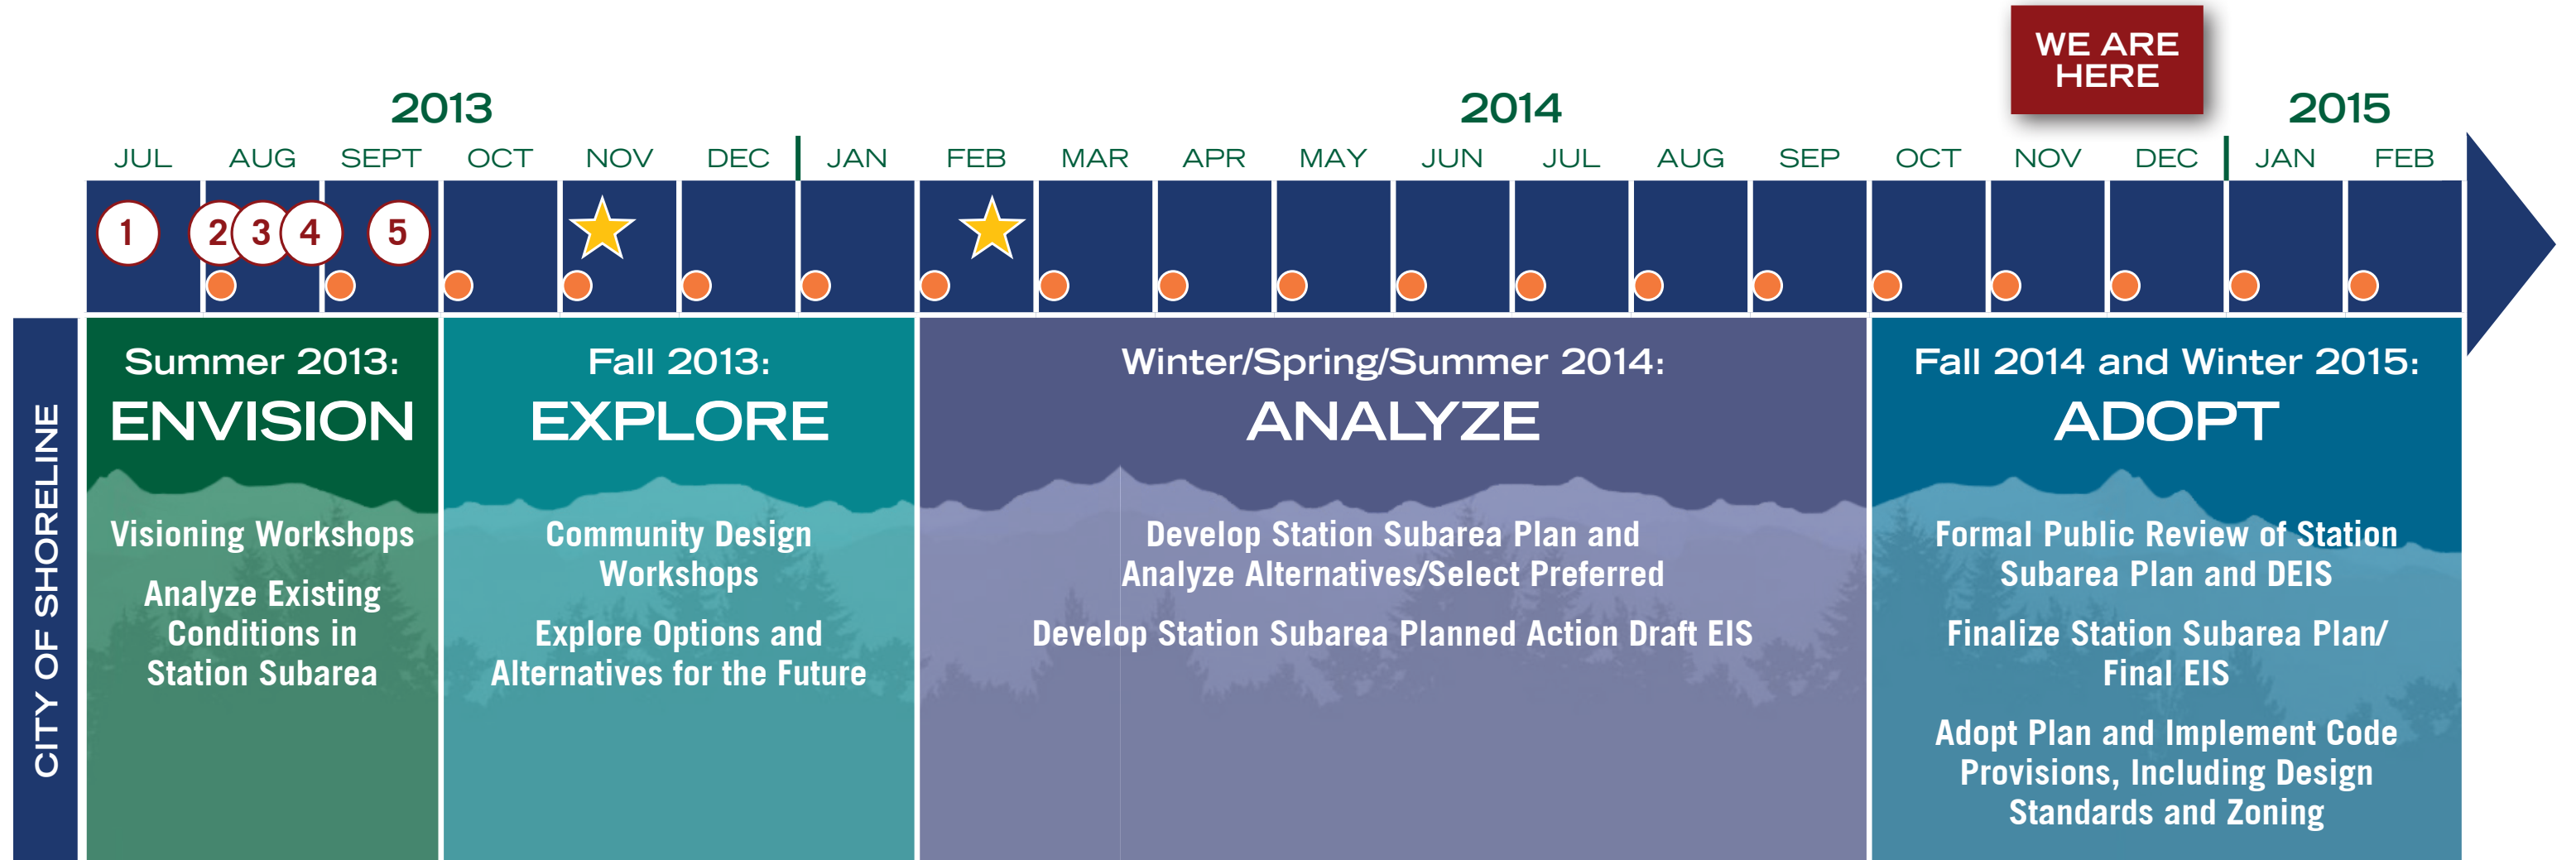 WE ARE
HERE
2013
2014
2015
JUL AUG SEPT OCT NOV DEC JAN FEB MAR APR MAY JUN JUL AUG SEP OCT NOV DEC JAN FEB
1 2 3 4 5
CITY OF SHORELINE
Summer 2013:
ENVISION
Visioning Workshops
Analyze Existing
Conditions in
Station Subarea
Fall 2013:
EXPLORE
Community Design
Workshops
Explore Options and
Alternatives for the Future
Winter/Spring/Summer 2014:
ANALYZE
Develop Station Subarea Plan and
Analyze Alternatives/Select Preferred
Develop Station Subarea Planned Action Draft EIS
Fall 2014 and Winter 2015:
ADOPT
Formal Public Review of Station
Subarea Plan and DEIS
Finalize Station Subarea Plan/
Final EIS
Adopt Plan and Implement Code
Provisions, Including Design
Standards and Zoning